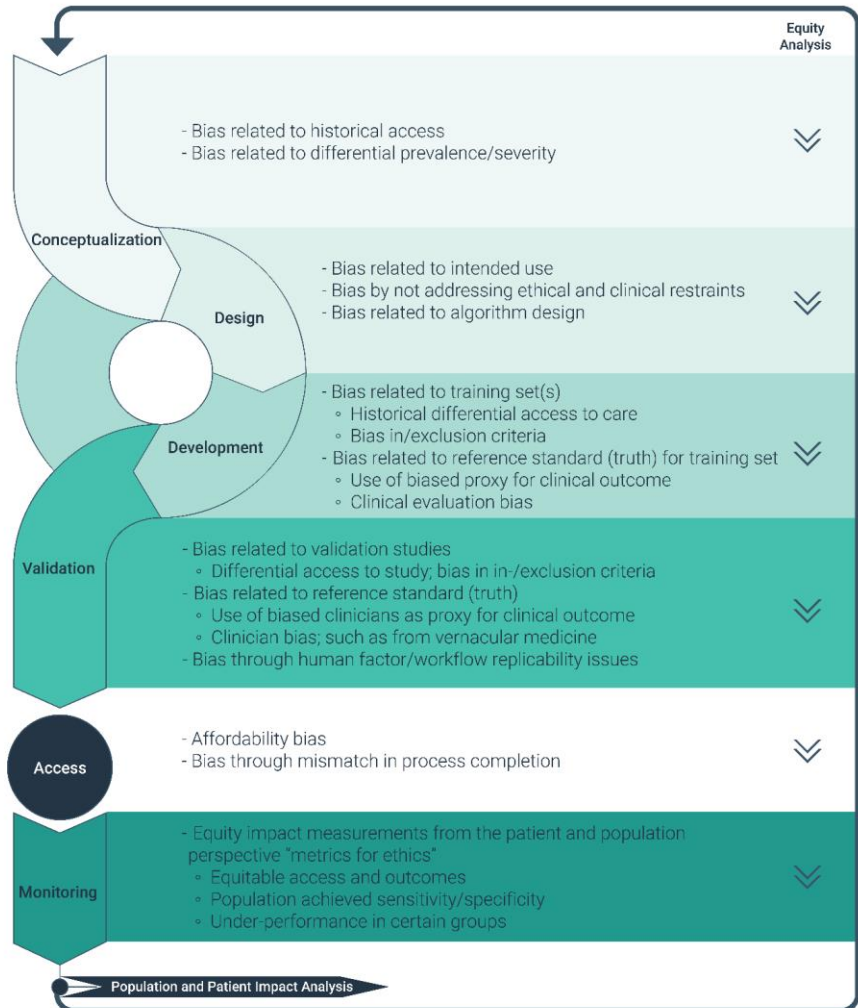 Equity
Analysis
- Bias related to historical access
- Bias related to differential prevalence/severity
Conceptualization
- Bias related to intended use
- Bias by not addressing ethical and clinical restraints
- Bias related to algorithm design
Design
- Bias related to training set(s)
◦ Historical differential access to care
◦ Bias in/exclusion criteria
- Bias related to reference standard (truth) for training set
◦ Use of biased proxy for clinical outcome
◦ Clinical evaluation bias
Development
- Bias related to validation studies
◦ Differential access to study; bias in in-/exclusion criteria
- Bias related to reference standard (truth)
◦ Use of biased clinicians as proxy for clinical outcome
◦ Clinician bias; such as from vernacular medicine
- Bias through human factor/workflow replicability issues
Validation
- Affordability bias
- Bias through mismatch in process completion
Access
- Equity impact measurements from the patient and population
perspective "metrics for ethics"
◦ Equitable access and outcomes
◦ Population achieved sensitivity/specificity
◦ Under-performance in certain groups
Monitoring
Population and Patient Impact Analysis